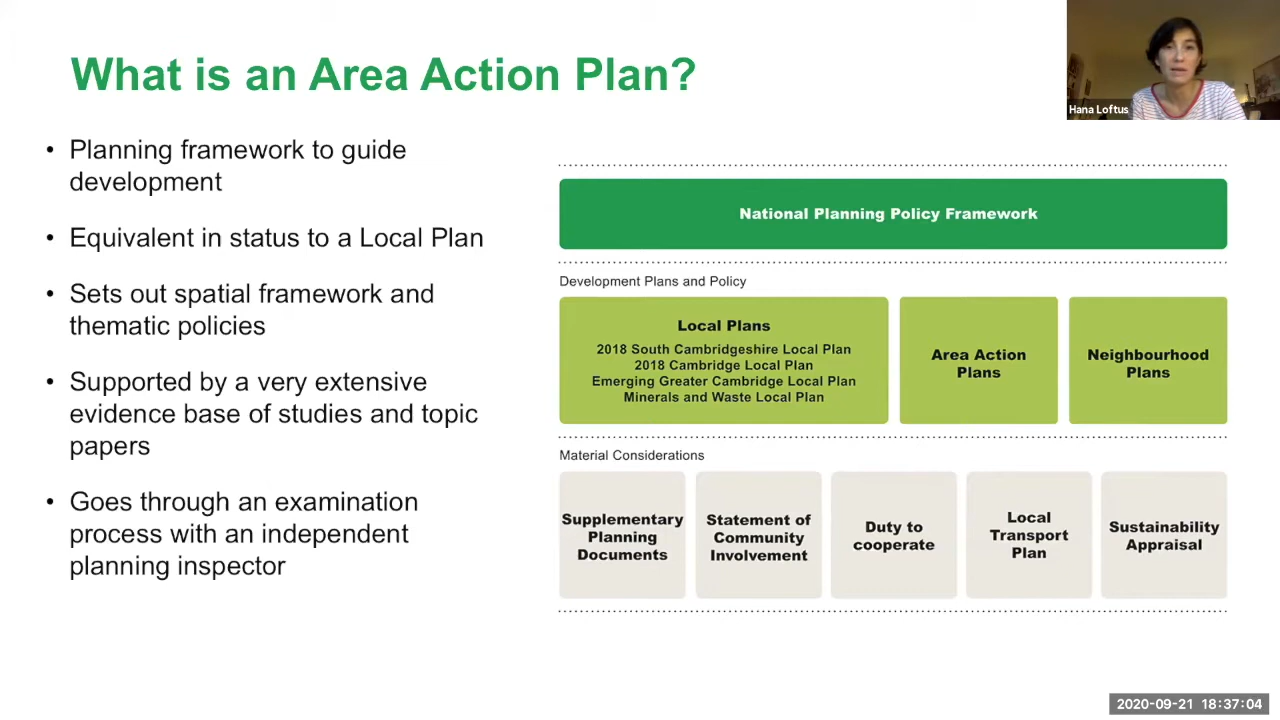 What is an Area Action Plan?
Hana Loftus
• Planning framework to guide
development
• Equivalent in status to a Local Plan
• Sets out spatial framework and
thematic policies
• Supported by a very extensive
evidence base of studies and topic
papers
• Goes through an examination
process with an independent
planning inspector
National Planning Policy Framework
Development Plans and Policy
Local Plans
2018 South Cambridgeshire Local Plan
2018 Cambridge Local Plan
Emerging Greater Cambridge Local Plan
Minerals and Waste Local Plan
Area Action
Plans
Neighbourhood
Plans
Material Considerations
Supplementary
Planning
Documents
Statement of
Community
Involvement
Duty to
cooperate
Local
Transport
Plan
Sustainability
Appraisal
2020-09-21 18:37:04